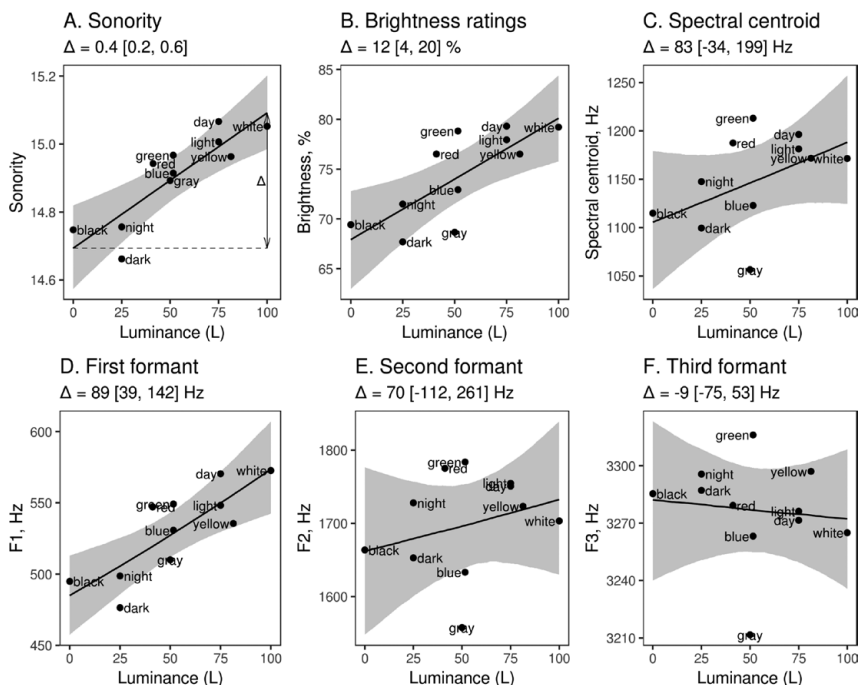 A. Sonority
Δ = 0.4 [0.2, 0.6]
15.2
15.0
14.8
14.6
Sonority
black
night
dark
green
red
blue
gray
day
light
yellow
white
Δ
0 25 50 75 100
Luminance (L)
B. Brightness ratings
Δ = 12 [4, 20] %
85
80
75
70
65
Brightness, %
black
night
dark
green
red
blue
gray
day
light
yellow
white
0 25 50 75 100
Luminance (L)
C. Spectral centroid
Δ = 83 [-34, 199] Hz
1250
1200
1150
1100
1050
Spectral centroid, Hz
black
night
dark
green
red
blue
gray
day
light
yellow
white
0 25 50 75 100
Luminance (L)
D. First formant
Δ = 89 [39, 142] Hz
600
550
500
450
F1, Hz
black
night
dark
green
red
blue
gray
day
light
yellow
white
0 25 50 75 100
Luminance (L)
E. Second formant
Δ = 70 [-112, 261] Hz
1800
1700
1600
F2, Hz
black
night
dark
green
red
blue
gray
light
day
yellow
white
0 25 50 75 100
Luminance (L)
F. Third formant
Δ = -9 [-75, 53] Hz
3300
3270
3240
3210
F3, Hz
black
night
dark
green
red
blue
gray
yellow
light
day
white
0 25 50 75 100
Luminance (L)